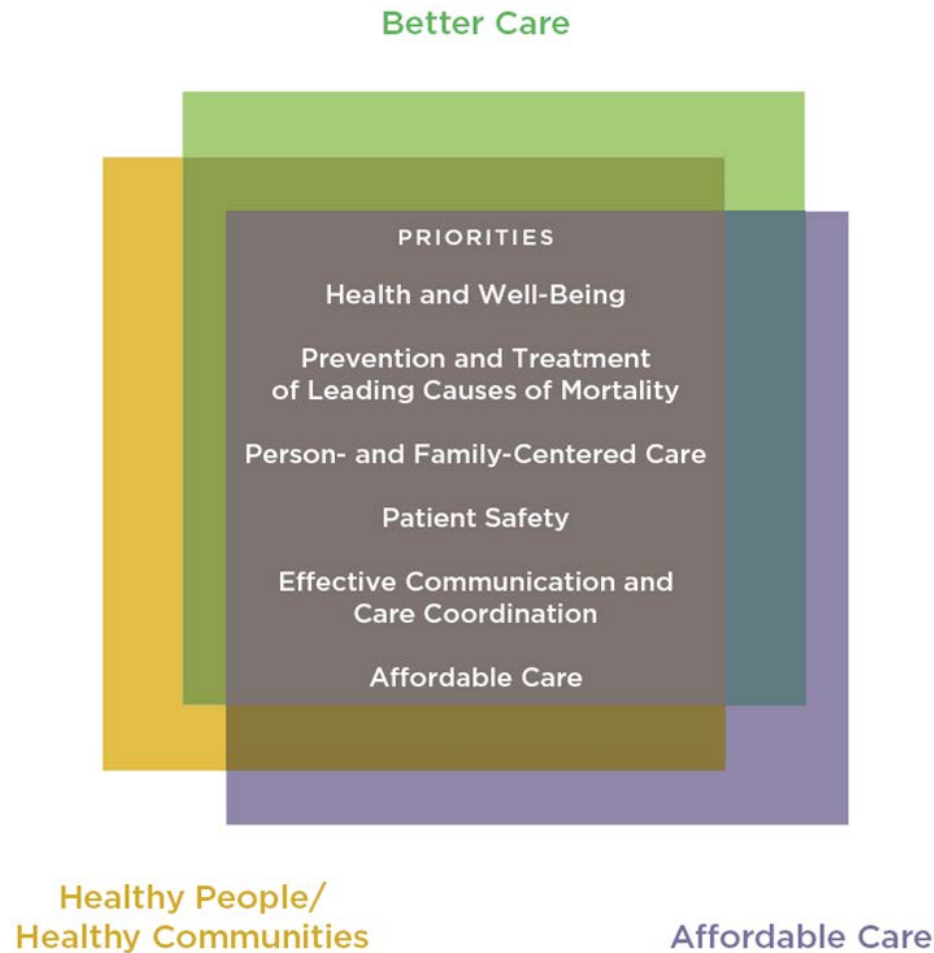 Better Care
PRIORITIES
Health and Well-Being
Prevention and Treatment
of Leading Causes of Mortality
Person- and Family-Centered Care
Patient Safety
Effective Communication and
Care Coordination
Affordable Care
Healthy People/
Healthy Communities
Affordable Care